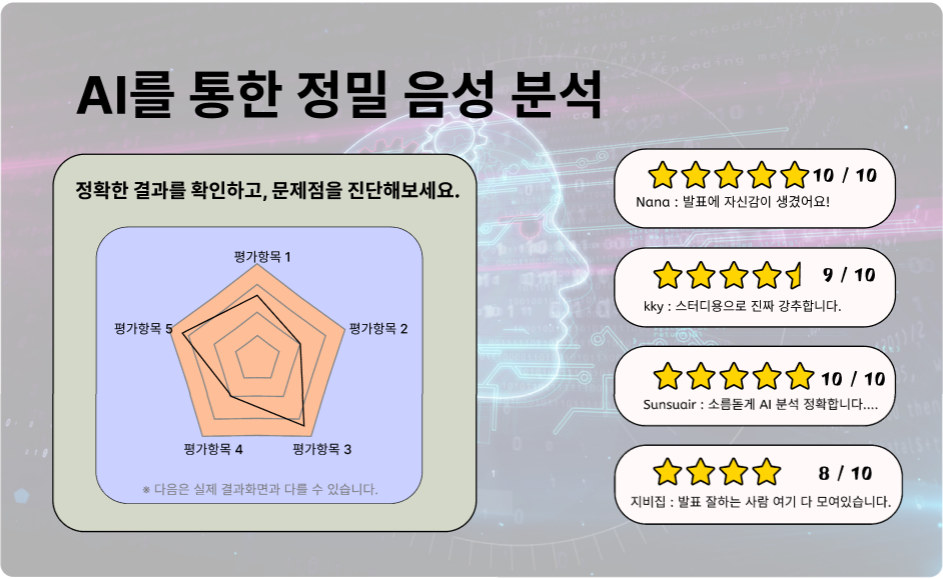 AI를 통한 정밀 음성 분석
정확한 결과를 확인하고, 문제점을 진단해보세요.
평가항목 1
평가항목 5
평가항목 2
평가항목 4
평가항목 3
※ 다음은 실제 결과화면과 다를 수 있습니다.
10 / 10
Nana : 발표에 자신감이 생겼어요!
9 / 10
kky : 스터디용으로 진짜 강추합니다.
10 / 10
Sunsuair : 소름돋게 AI 분석 정확합니다....
8 / 10
지비집 : 발표 잘하는 사람 여기 다 모여있습니다.